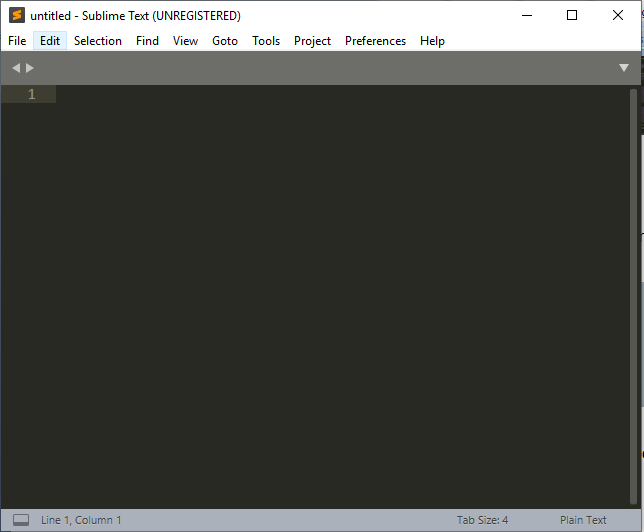 untitled - Sublime Text (UNREGISTERED)
File Edit Selection Find View Goto Tools Project Preferences Help
1
Line 1, Column 1 Tab Size: 4 Plain Text